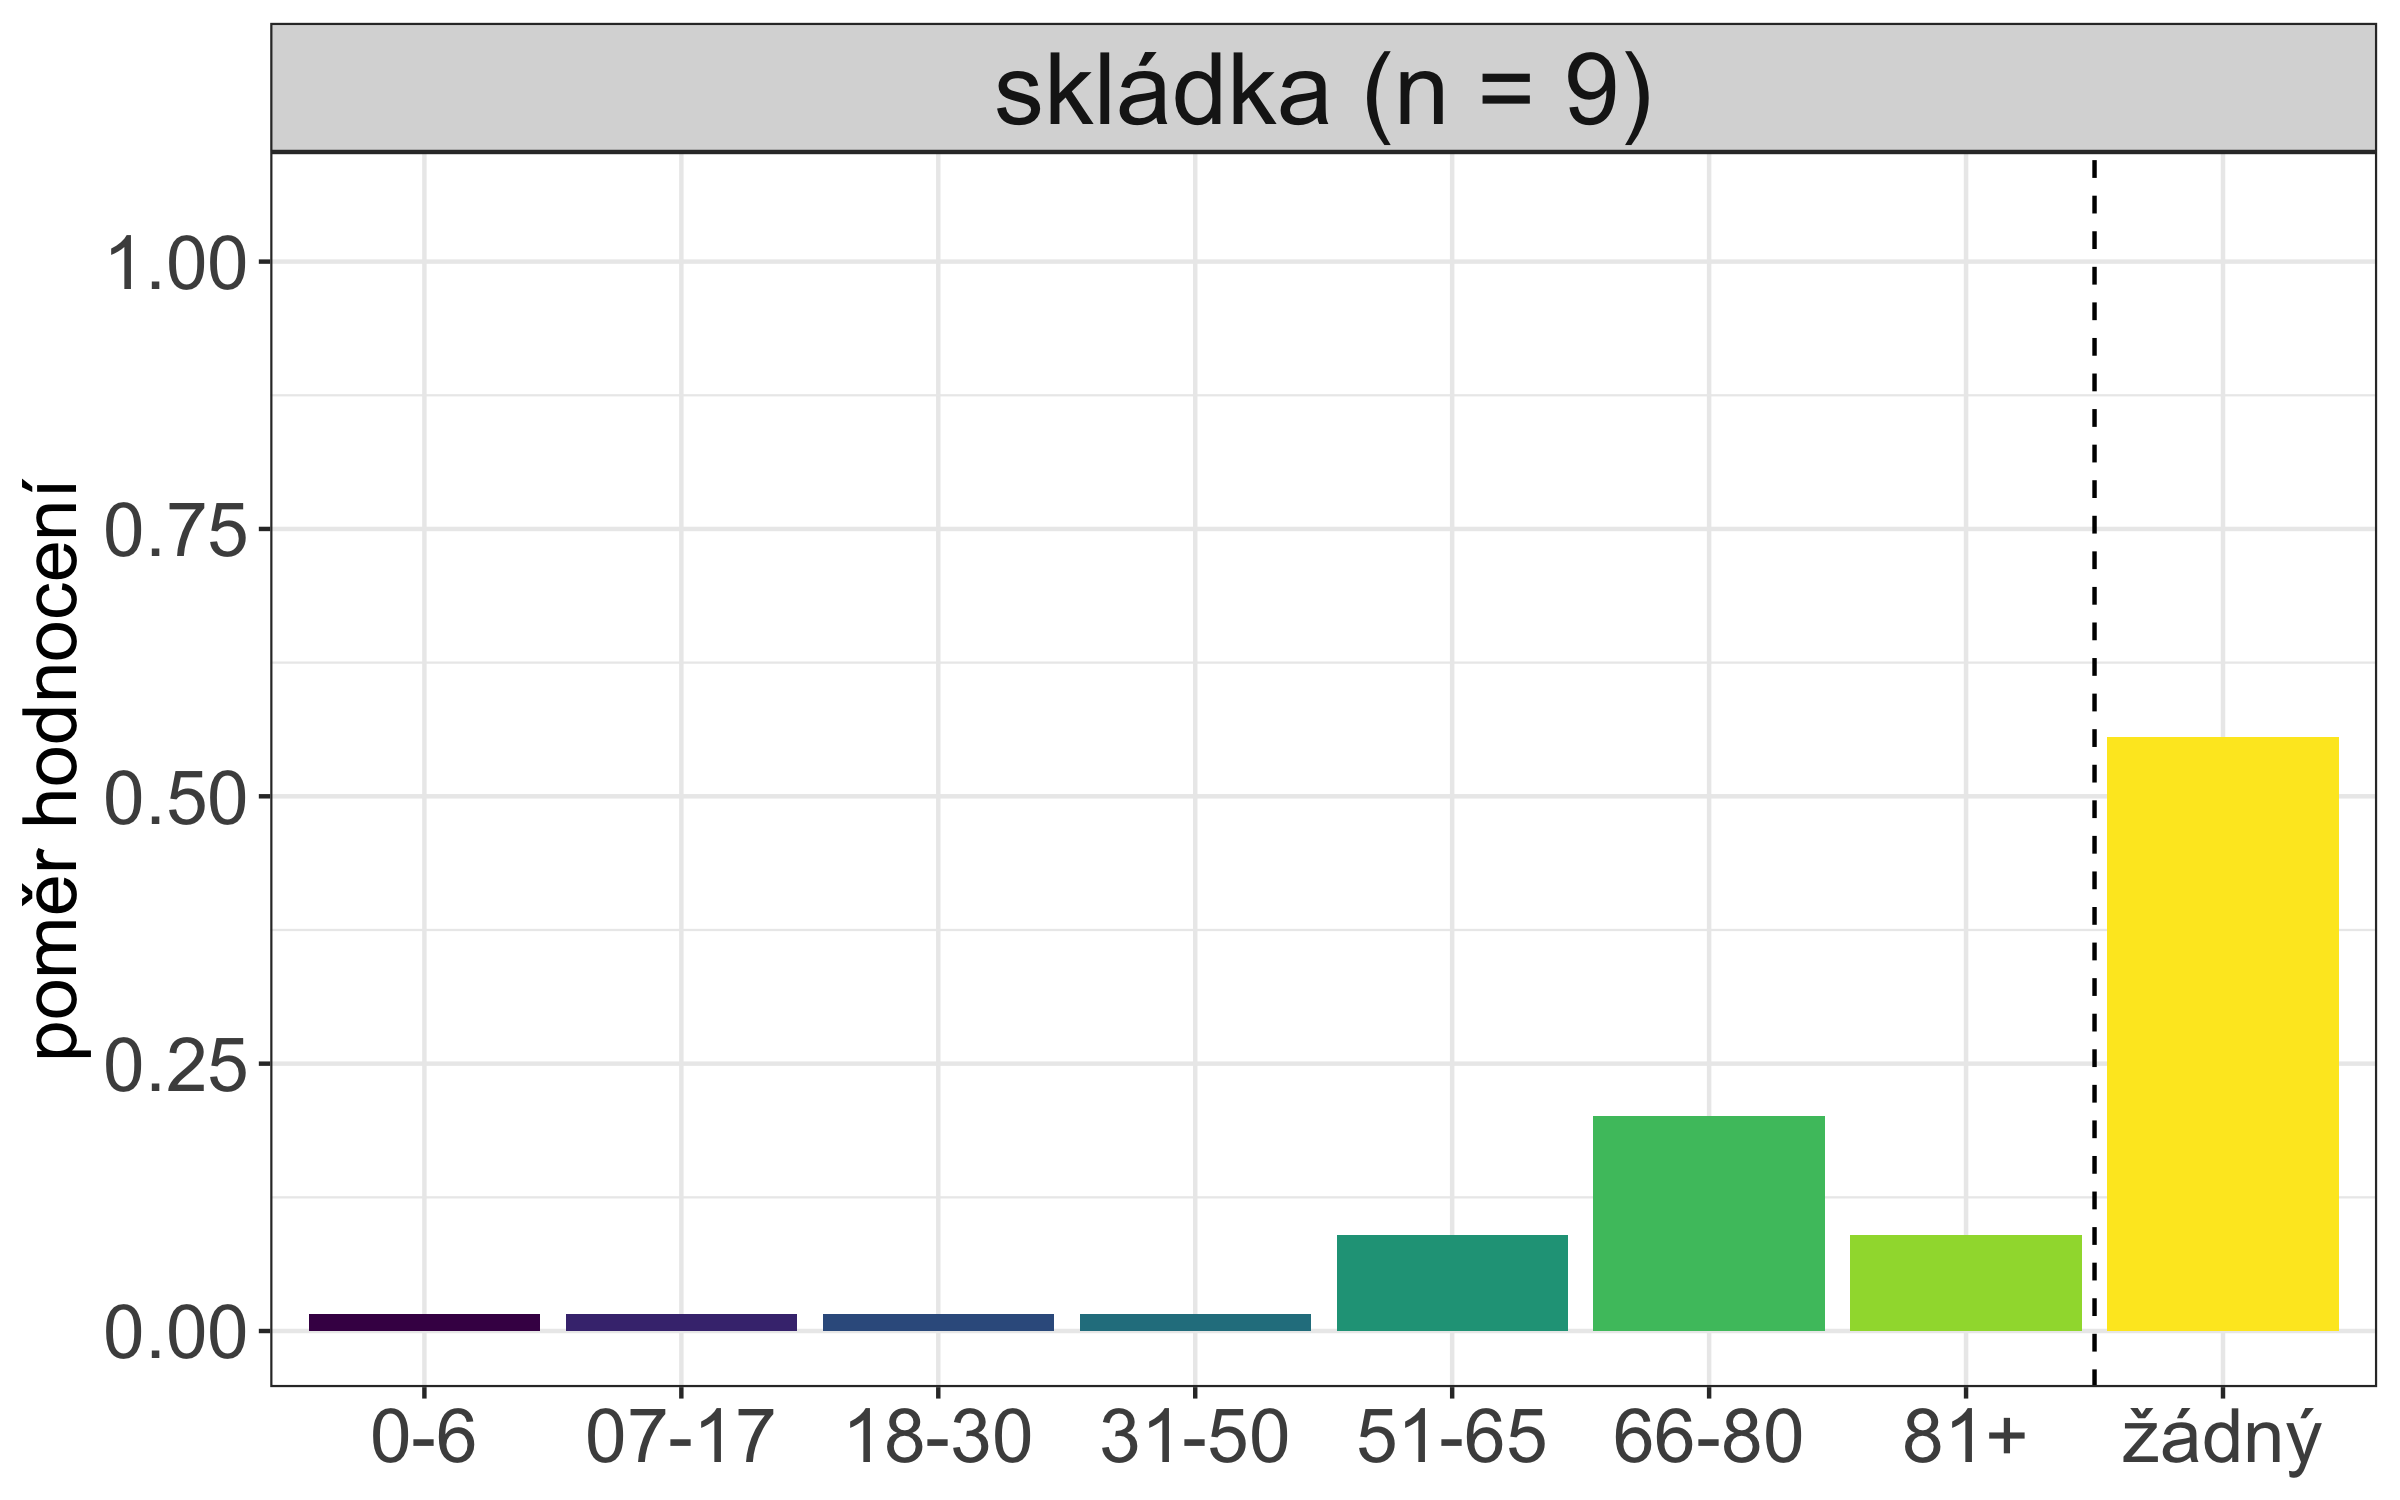 skládka (n = 9)
poměr hodnocení
1.00
0.75
0.50
0.25
0.00
0-6 07-17 18-30 31-50 51-65 66-80 81+ žádný